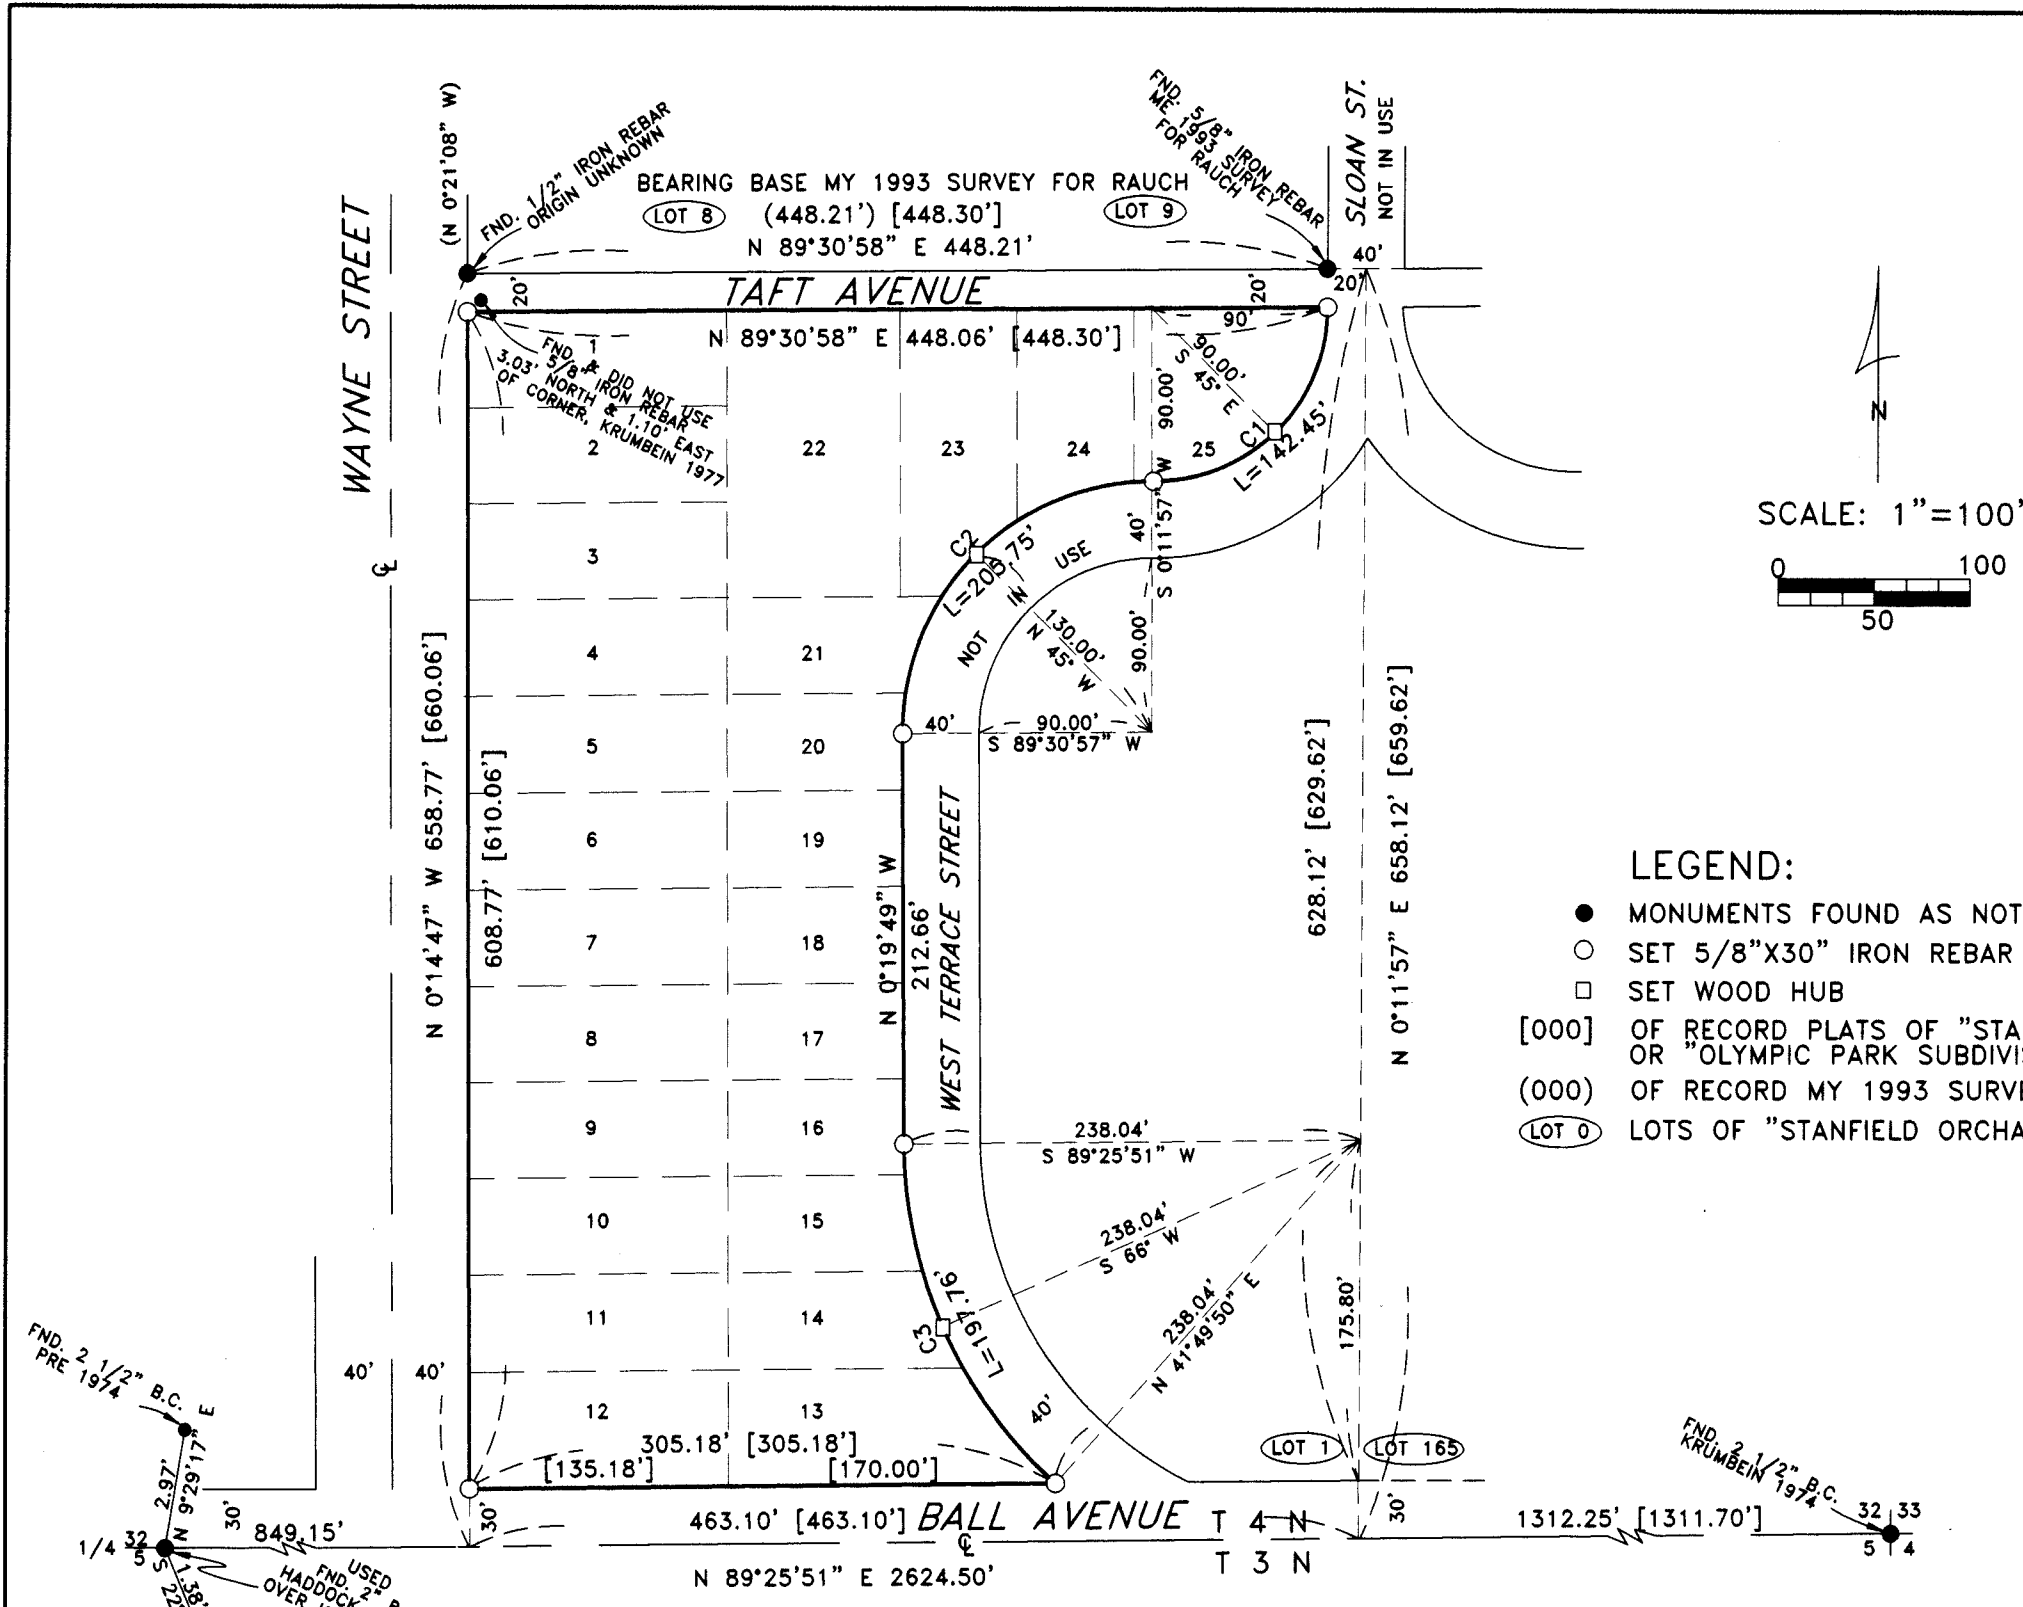 (N 0°21'08" W)
FND. 1/2" IRON REBAR
ORIGIN UNKNOWN
BEARING BASE MY 1993 SURVEY FOR RAUCH
LOT 8
(448.21') [448.30']
LOT 9
N 89°30'58" E 448.21'
FND. 5/8" IRON REBAR
ME 1993 SURVEY
FOR RAUCH
SLOAN ST.
NOT IN USE
40'
20'
20'
20'
WAYNE STREET
TAFT AVENUE
N 89°30'58" E 448.06' [448.30']
90'
FND. & DID NOT USE
5/8" IRON REBAR
3.03' NORTH & 1.10' EAST
OF CORNER, KRUMBEIN 1977
90.00'
S 45° E
90.00'
C1
L=142.45'
1
2
22
23
24
25
N
SCALE: 1"=100'
0
100
50
C2
L=205.75'
40'
S 0°11'57" W
NOT IN USE
3
4
21
130.00'
N 45° W
90.00'
40'
90.00'
S 89°30'57" W
5
20
6
19
7
18
8
17
9
16
10
15
11
14
12
13
℄
N 0°14'47" W 658.77' [660.06']
608.77' [610.06']
N 0°19'49" W
212.66'
WEST TERRACE STREET
628.12' [629.62']
N 0°11'57" E 658.12' [659.62']
LEGEND:
MONUMENTS FOUND AS NOT
SET 5/8"X30" IRON REBAR
SET WOOD HUB
[000] OF RECORD PLATS OF "STA
OR "OLYMPIC PARK SUBDIVI
(000) OF RECORD MY 1993 SURVE
LOT 0 LOTS OF "STANFIELD ORCHA
238.04'
S 89°25'51" W
238.04'
S 66° W
238.04'
N 41°49'50" E
175.80'
C3
L=197.76'
40'
40'
40'
FND. 2 1/2" B.C.
PRE 1974
2.97'
N 9°29'17" E
30'
305.18' [305.18']
[135.18']
[170.00']
LOT 1
LOT 165
FND. 2 1/2" B.C.
KRUMBEIN 1974
30'
463.10' [463.10']
BALL AVENUE
T 4 N
T 3 N
30'
1312.25' [1311.70']
32 33
5 4
1/4
32
5
849.15'
℄
N 89°25'51" E 2624.50'
USED
FND. 2"
HADDOCK
OVER
1.38'